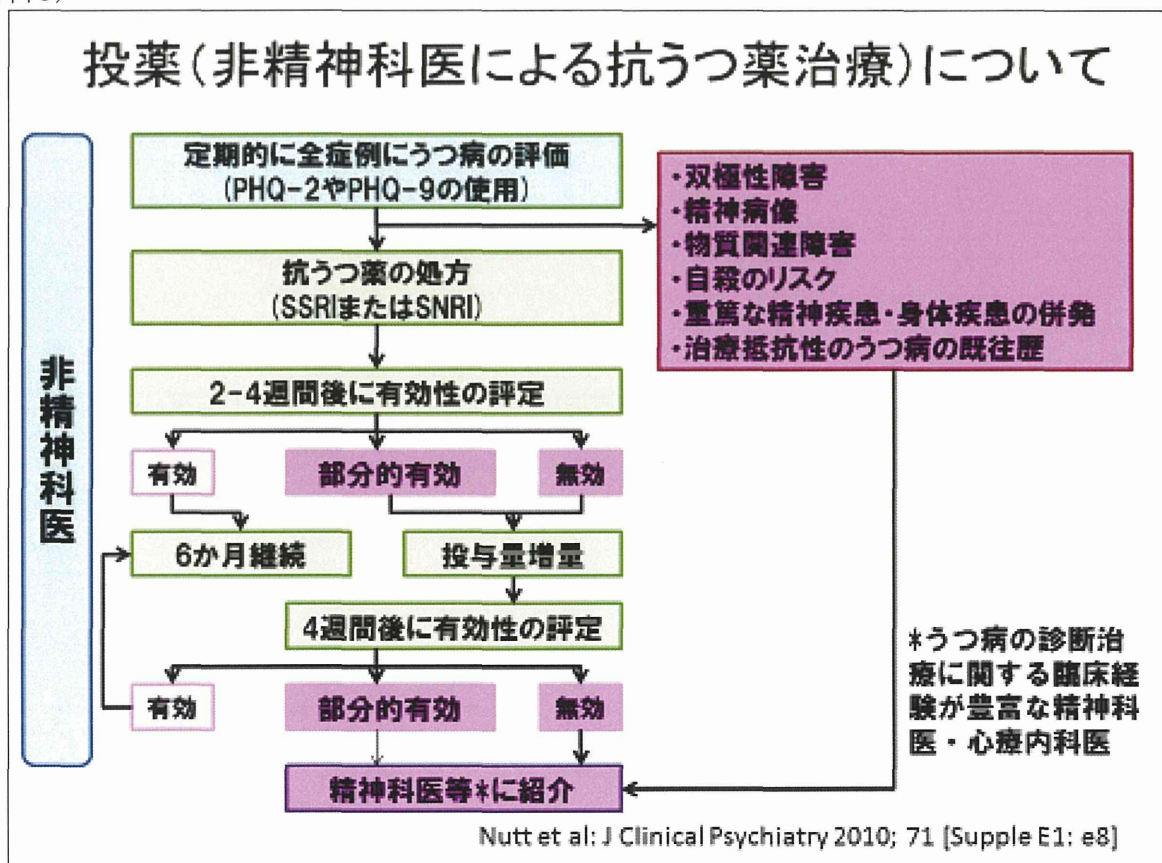 投薬(非精神科医による抗うつ薬治療)について
非精神科医
定期的に全症例にうつ病の評価
(PHQ-2やPHQ-9の使用)
・双極性障害
・精神病像
・物質関連障害
・自殺のリスク
・重篤な精神疾患・身体疾患の併発
・治療抵抗性のうつ病の既往歴
抗うつ薬の処方
(SSRIまたはSNRI)
2-4週間後に有効性の評定
有効
部分的有効
無効
6か月継続
投与量増量
4週間後に有効性の評定
有効
部分的有効
無効
精神科医等*に紹介
*うつ病の診断治
療に関する臨床経
験が豊富な精神科
医・心療内科医
Nutt et al: J Clinical Psychiatry 2010; 71 [Supple E1: e8]